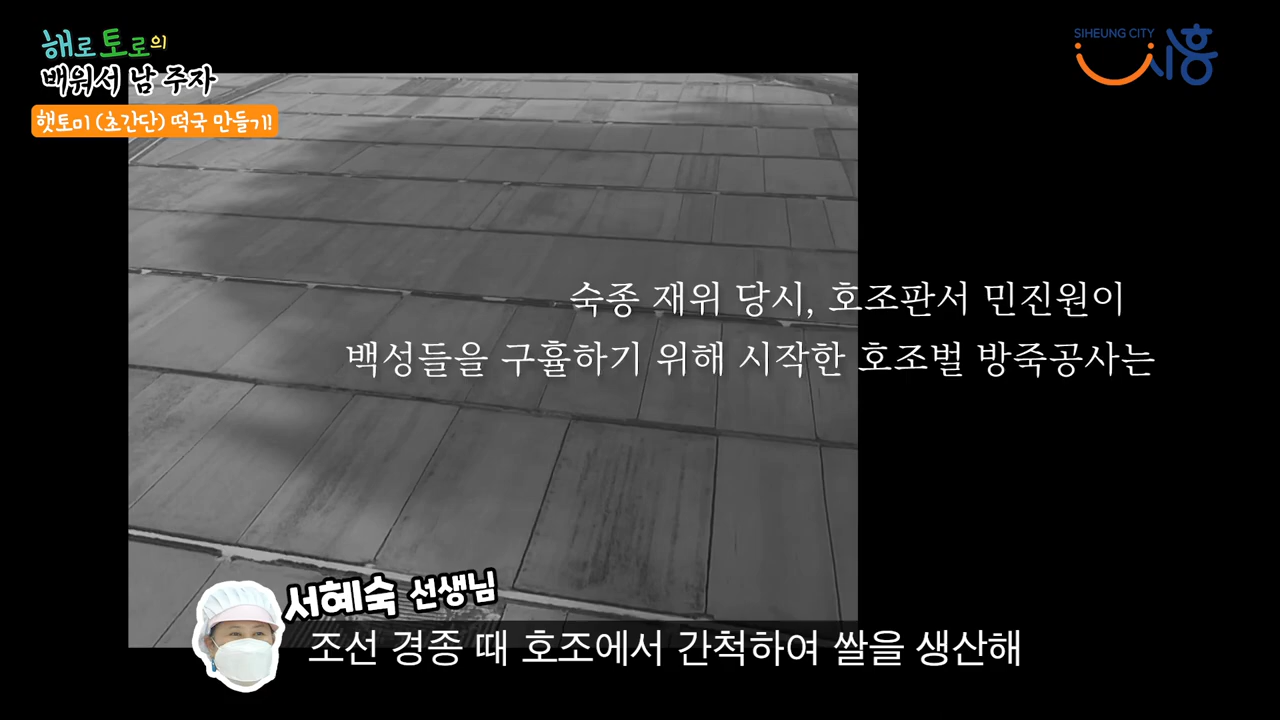 해로토로의
배워서 남 주자
햇토미 (초간단) 떡국 만들기!
SIHEUNG CITY
시흥
숙종 재위 당시, 호조판서 민진원이
백성들을 구휼하기 위해 시작한 호조벌 방죽공사는
서혜숙 선생님
조선 경종 때 호조에서 간척하여 쌀을 생산해